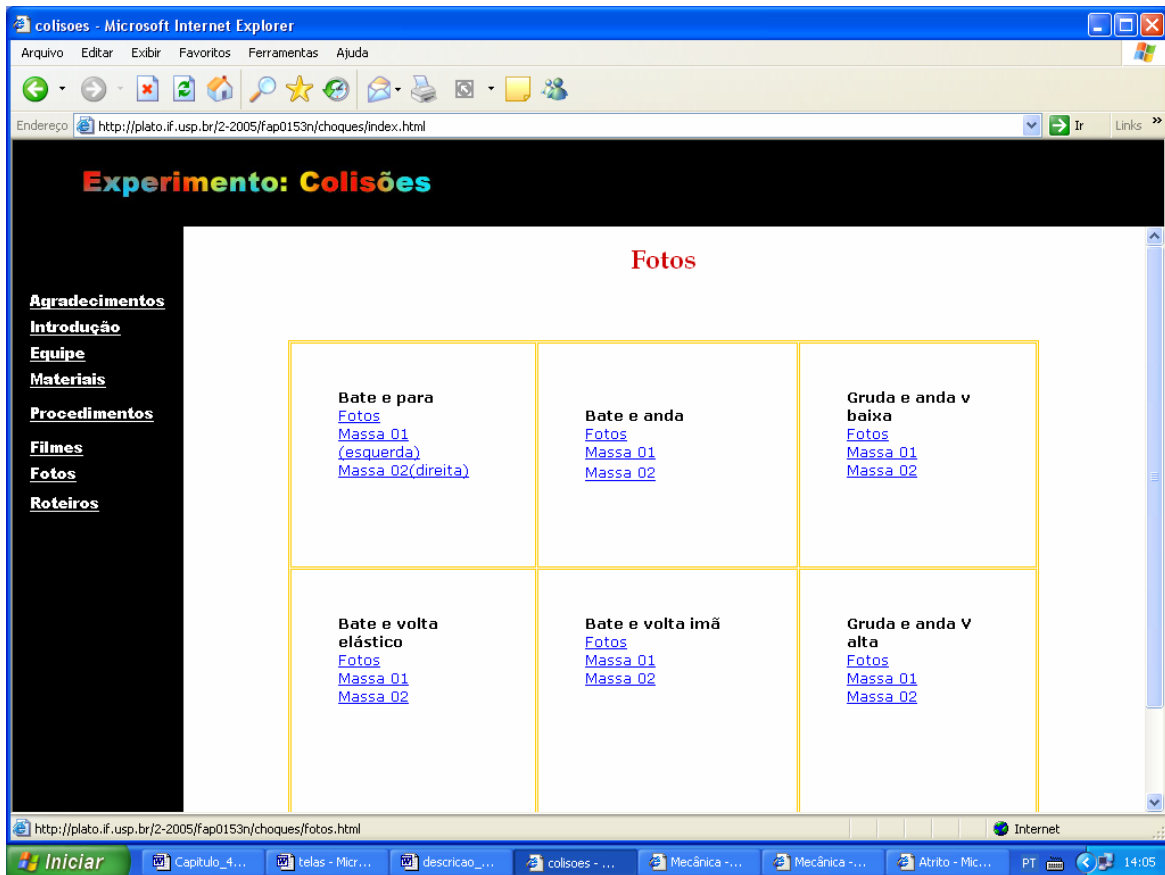 colisoes - Microsoft Internet Explorer
Arquivo Editar Exibir Favoritos Ferramentas Ajuda
Endereço http://plato.if.usp.br/2-2005/fap0153n/choques/index.html Ir Links »
Experimento: Colisões
Agradecimentos
Introdução
Equipe
Materiais
Procedimentos
Filmes
Fotos
Roteiros
Fotos
Bate e para
Fotos
Massa 01
(esquerda)
Massa 02(direita)
Bate e anda
Fotos
Massa 01
Massa 02
Gruda e anda v
baixa
Fotos
Massa 01
Massa 02
Bate e volta
elástico
Fotos
Massa 01
Massa 02
Bate e volta imã
Fotos
Massa 01
Massa 02
Gruda e anda V
alta
Fotos
Massa 01
Massa 02
http://plato.if.usp.br/2-2005/fap0153n/choques/fotos.html Internet
Iniciar Capitulo_4... telas - Micr... descricao_... colisoes - ... Mecânica -... Mecânica -... Atrito - Mic... PT 14:05